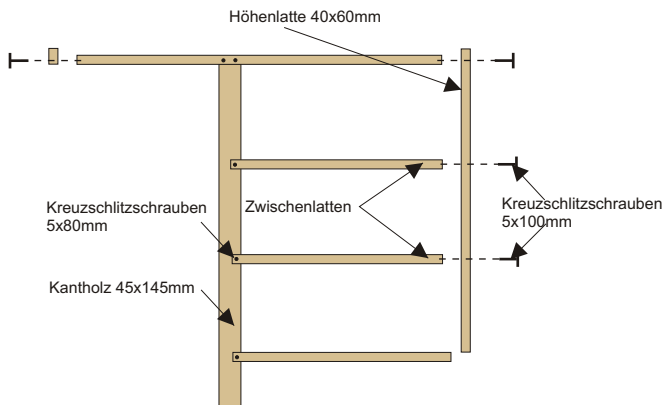 Höhenlatte 40x60mm
Kreuzschlitzschrauben
5x80mm
Zwischenlatten
Kreuzschlitzschrauben
5x100mm
Kantholz 45x145mm